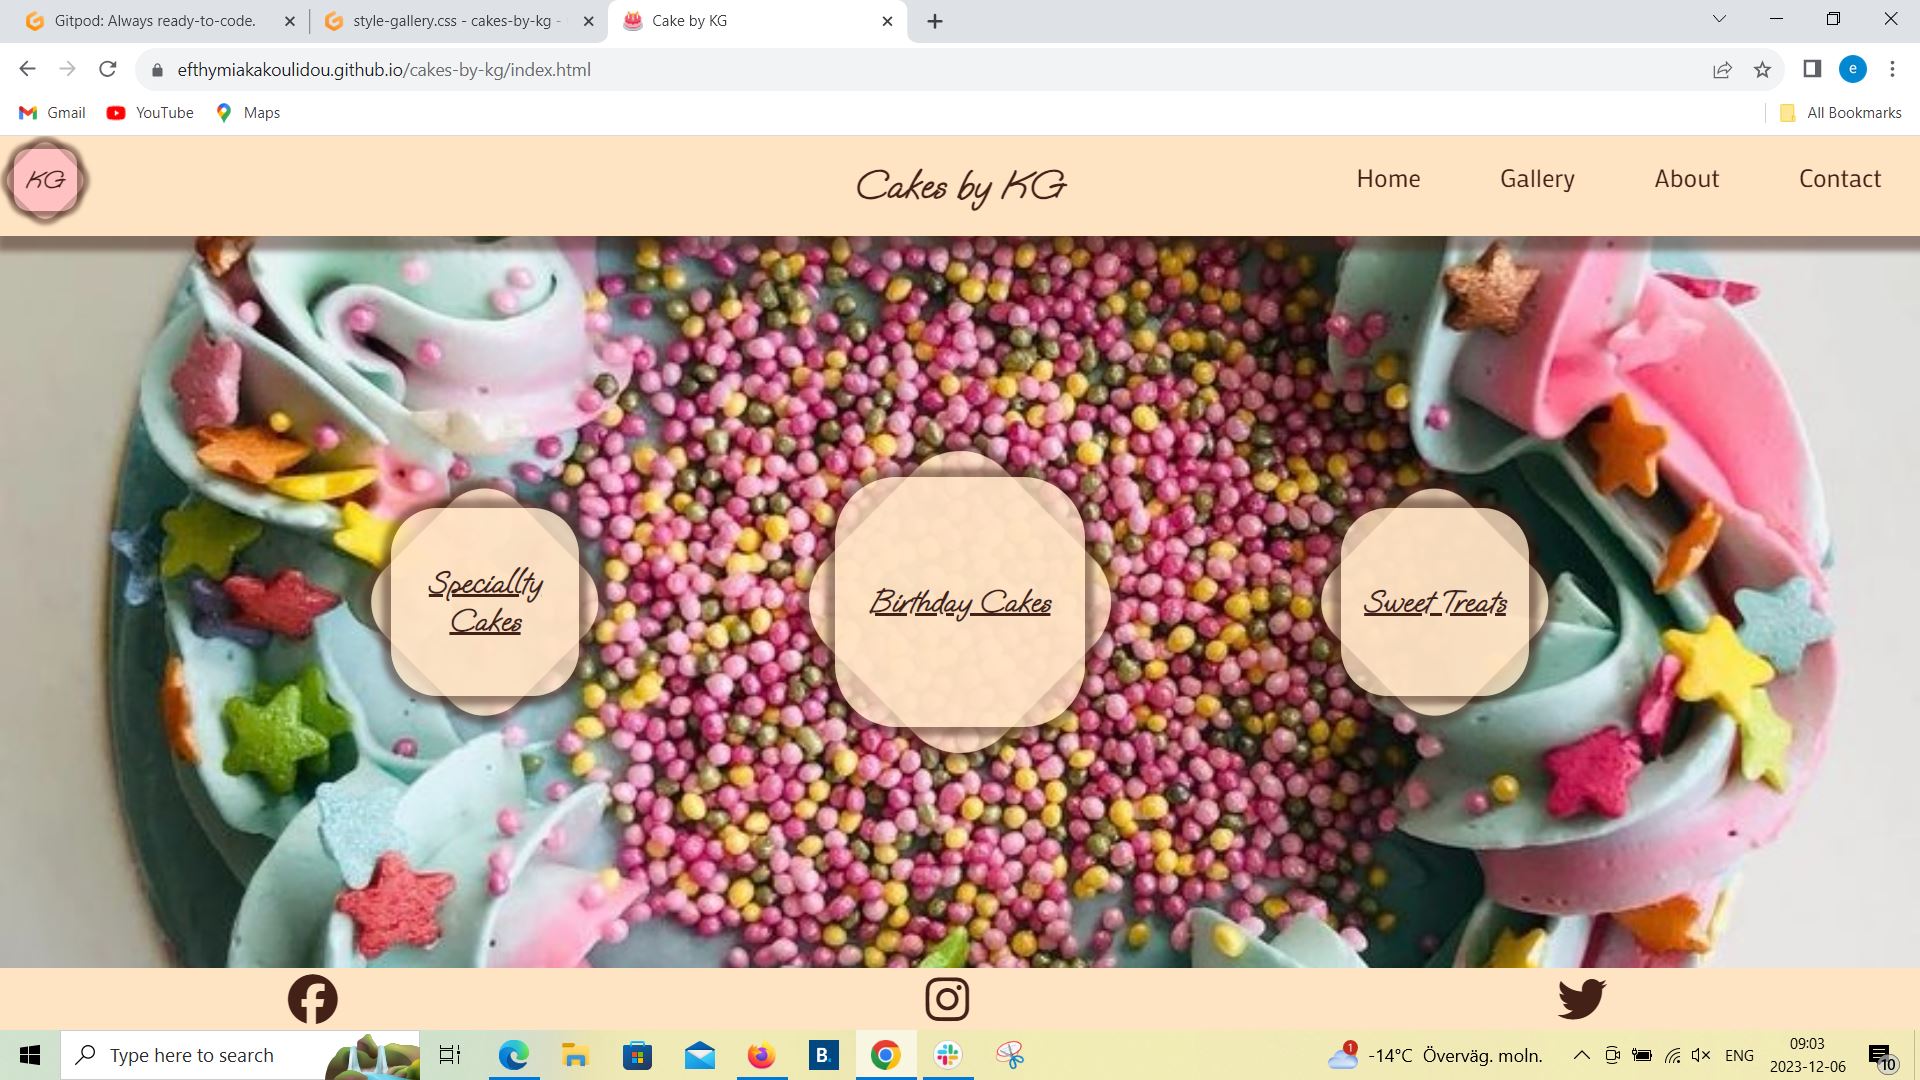 Gitpod: Always ready-to-code.
style-gallery.css - cakes-by-kg -
Cake by KG
efthymiakakoulidou.github.io/cakes-by-kg/index.html
e
Gmail
YouTube
Maps
All Bookmarks
KG
Cakes by KG
Home
Gallery
About
Contact
Speciallty
Cakes
Birthday Cakes
Sweet Treats
Type here to search
B.
1
-14°C Överväg. moln.
ENG
09:03
2023-12-06
10